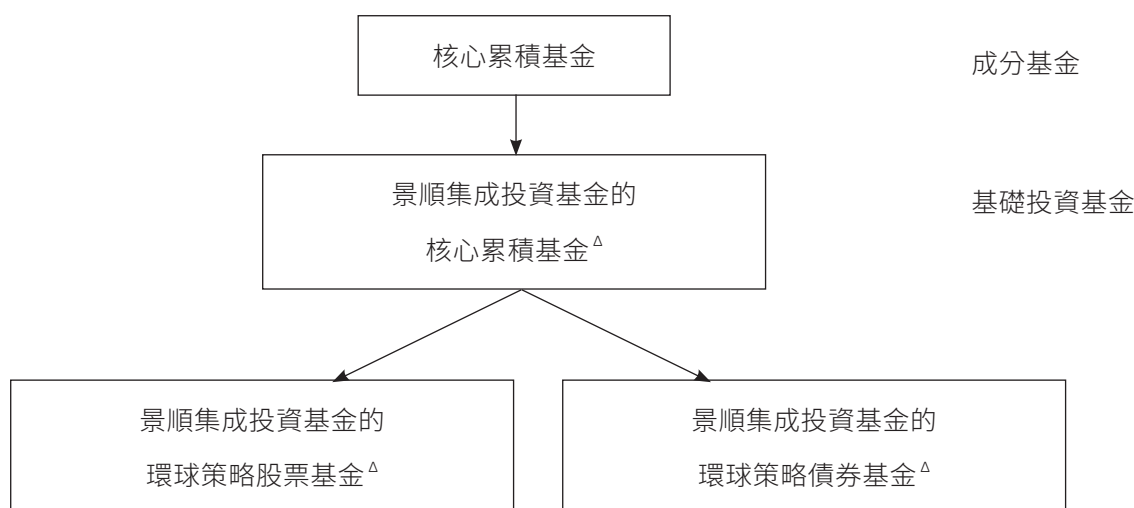 核心累積基金
成分基金
景順集成投資基金的
核心累積基金Δ
基礎投資基金
景順集成投資基金的
環球策略股票基金Δ
景順集成投資基金的
環球策略債券基金Δ